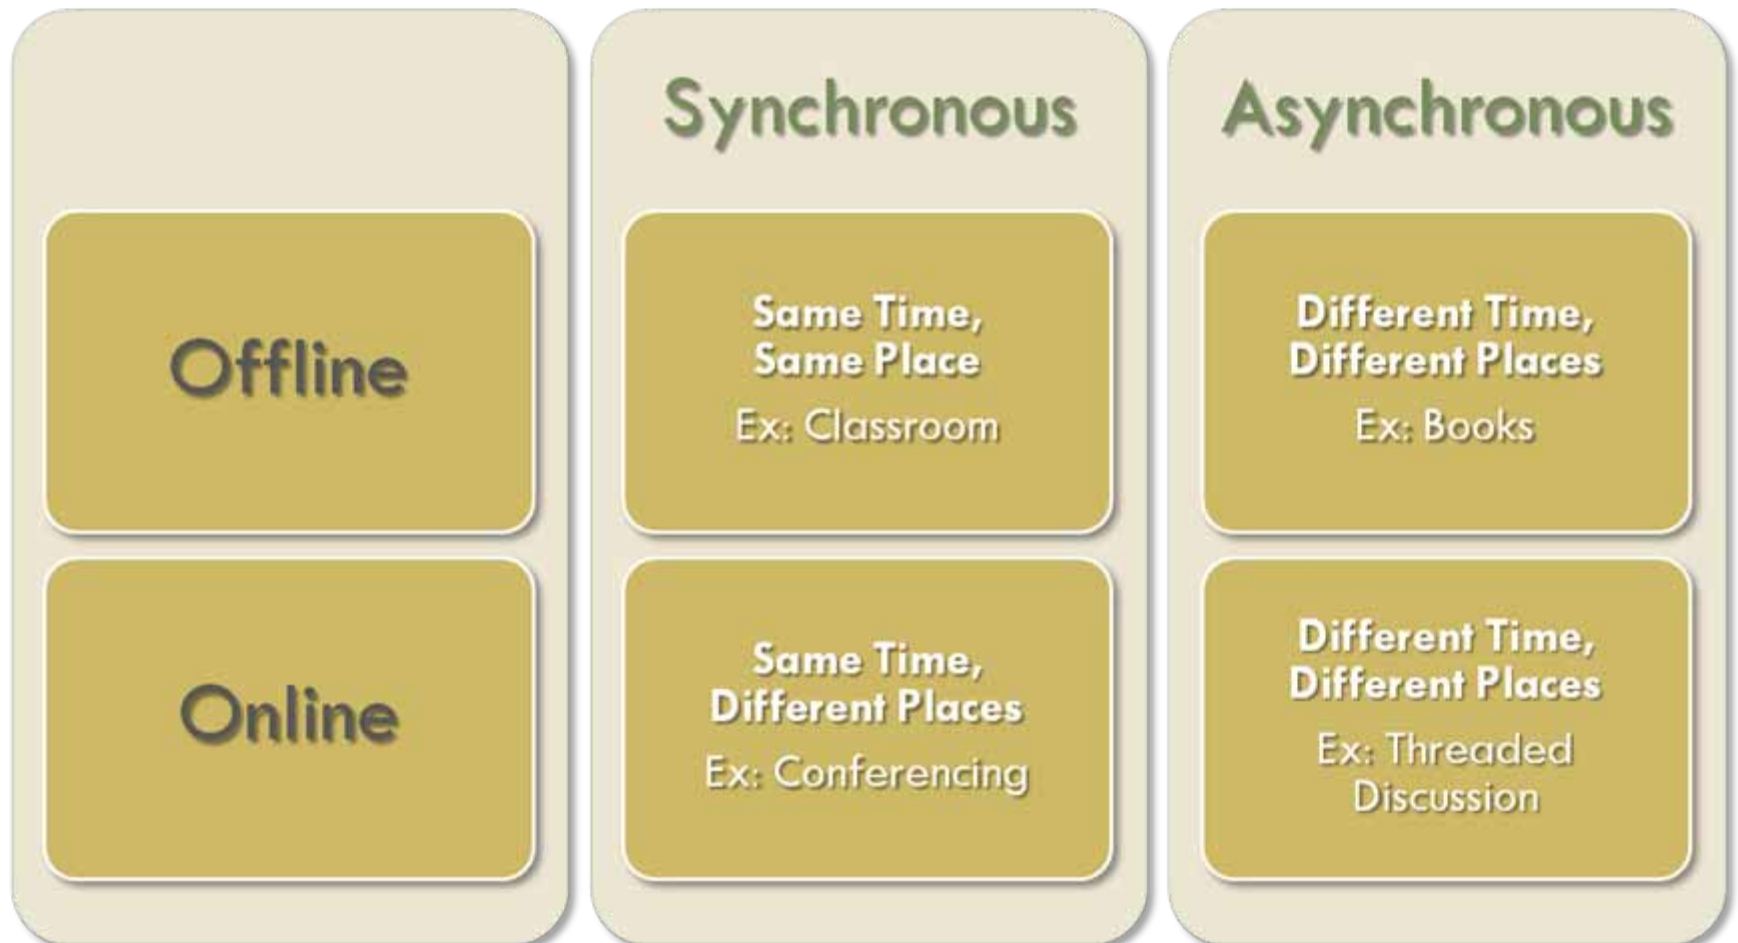 Synchronous
Asynchronous
Offline
Same Time,
Same Place
Ex: Classroom
Different Time,
Different Places
Ex: Books
Online
Same Time,
Different Places
Ex: Conferencing
Different Time,
Different Places
Ex: Threaded
Discussion